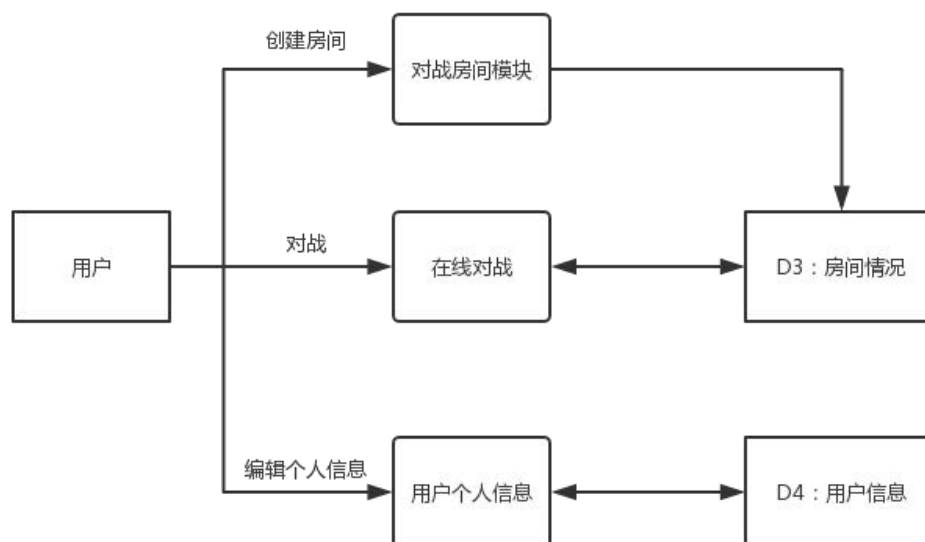 创建房间
对战房间模块
用户
对战
在线对战
D3：房间情况
编辑个人信息
用户个人信息
D4：用户信息